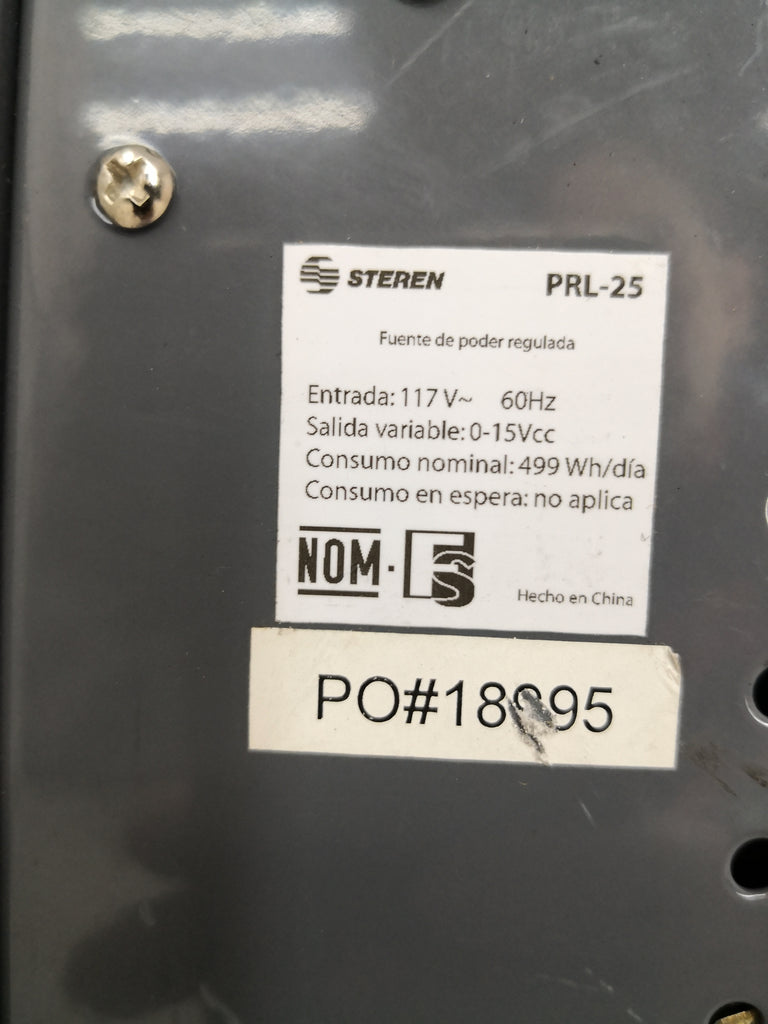 STEREN PRL-25
Fuente de poder regulada
Entrada: 117 V~ 60Hz
Salida variable: 0-15Vcc
Consumo nominal: 499 Wh/día
Consumo en espera: no aplica
NOM
Hecho en China